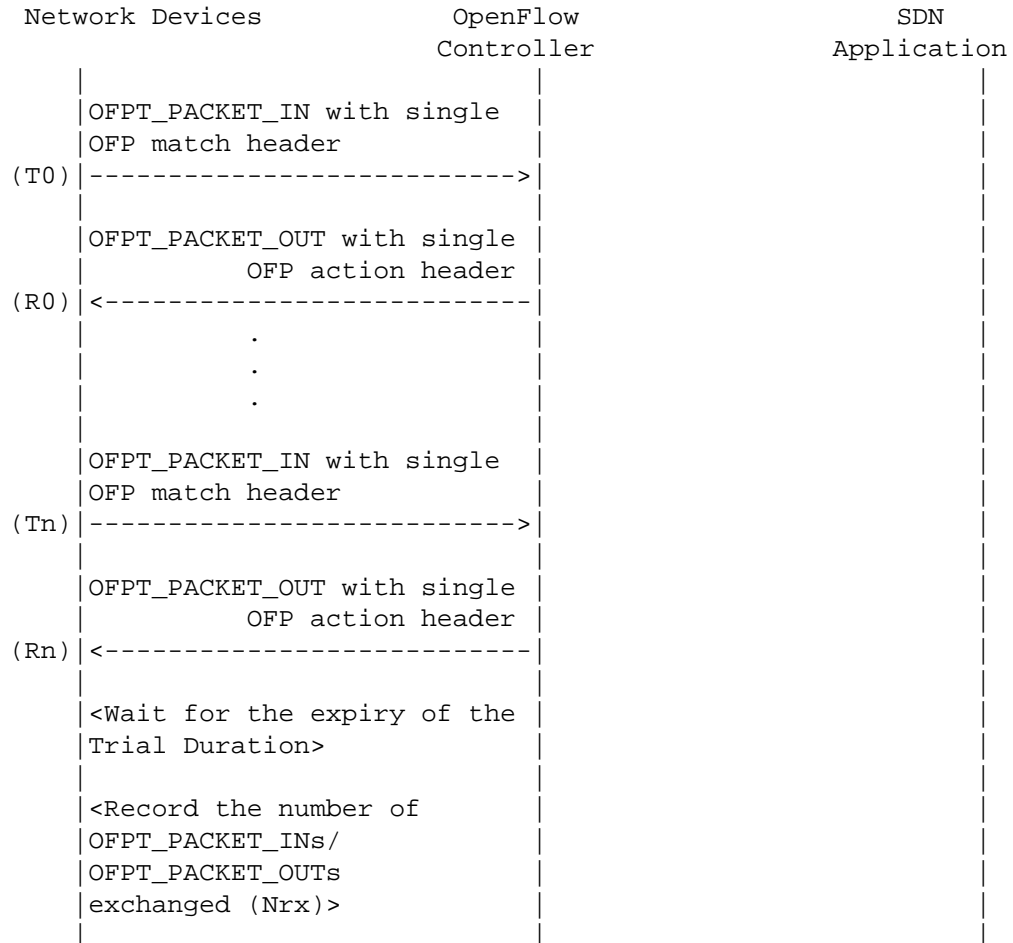 Network Devices OpenFlow SDN
Controller Application
OFPT_PACKET_IN with single
OFP match header
(T0)|--------------------------->|
OFPT_PACKET_OUT with single
OFP action header
(R0)|<---------------------------|
.
.
.
OFPT_PACKET_IN with single
OFP match header
(Tn)|--------------------------->|
OFPT_PACKET_OUT with single
OFP action header
(Rn)|<---------------------------|
<Wait for the expiry of the
Trial Duration>
<Record the number of
OFPT_PACKET_INs/
OFPT_PACKET_OUTs
exchanged (Nrx)>